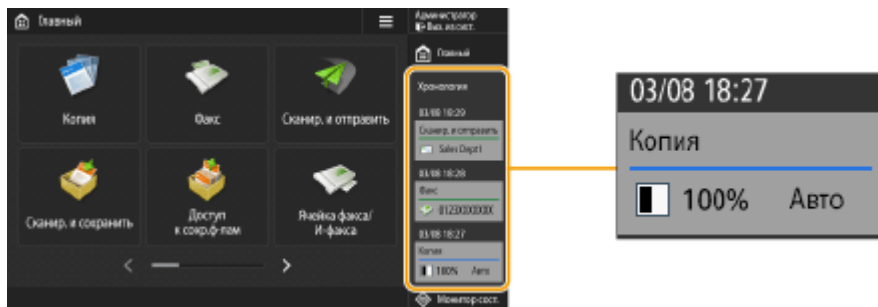 Главный
Администратор
Вых. из сист.
Главный
Копия
Факс
Сканир. и отправить
Сканир. и сохранить
Доступ
к сохр.ф-лам
Ячейка факса/
И-факса
Хронология
03/08 18:29
Сканир. и отправить
Sales Dept1
03/08 18:28
Факс
012XXXXXXX
03/08 18:27
Копия
100% Авто
Монитор сост.
03/08 18:27
Копия
100% Авто